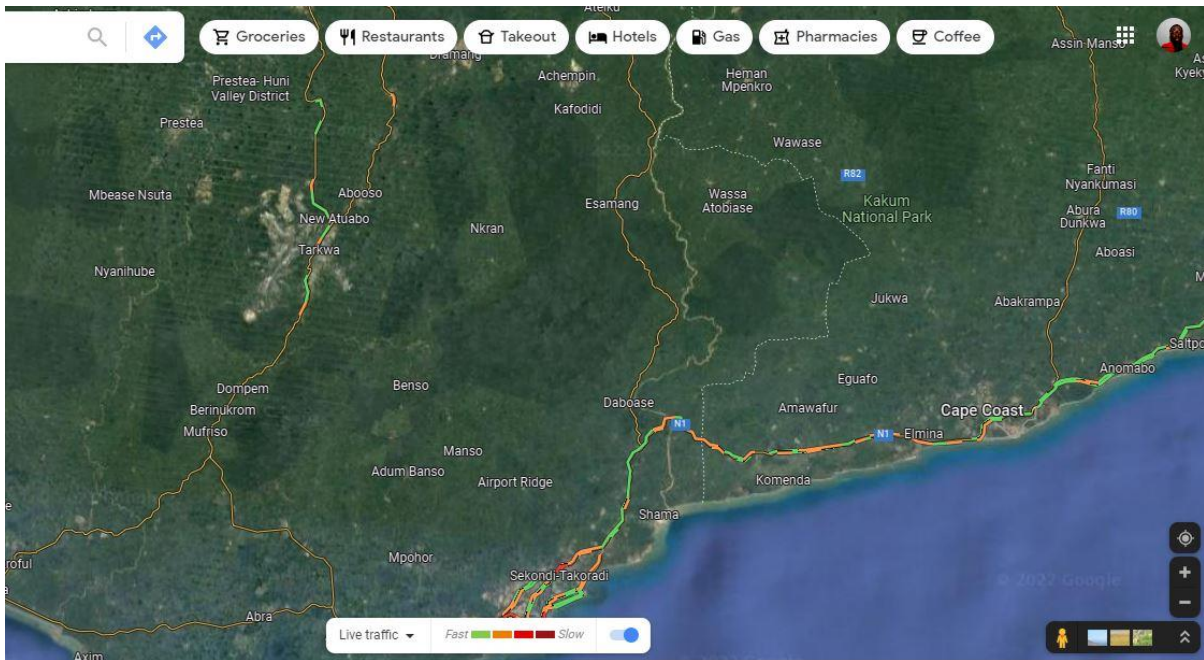 Ateiku
Groceries
Restaurants
Takeout
Hotels
Gas
Pharmacies
Coffee
Assin Manso
Dramang
Achempin
Kafodidi
Heman
Mpenkro
Prestea- Huni
Valley District
Prestea
Wawase
R82
Kakum
National Park
Fanti
Nyankumasi
Mbease Nsuta
Abooso
New Atuabo
Tarkwa
Esamang
Wassa
Atobiase
Abura
Dunkwa
R80
Nkran
Aboasi
Nyanihube
Jukwa
Abakrampa
Dompem
Berinukrom
Mufriso
Benso
Daboase
Eguafo
Amawafur
Anomabo
Cape Coast
N1
N1
Elmina
Manso
Adum Banso
Airport Ridge
Komenda
Shama
Mpohor
Sekondi-Takoradi
© 2022 Google
Abra
Axim
Live traffic
Fast
Slow